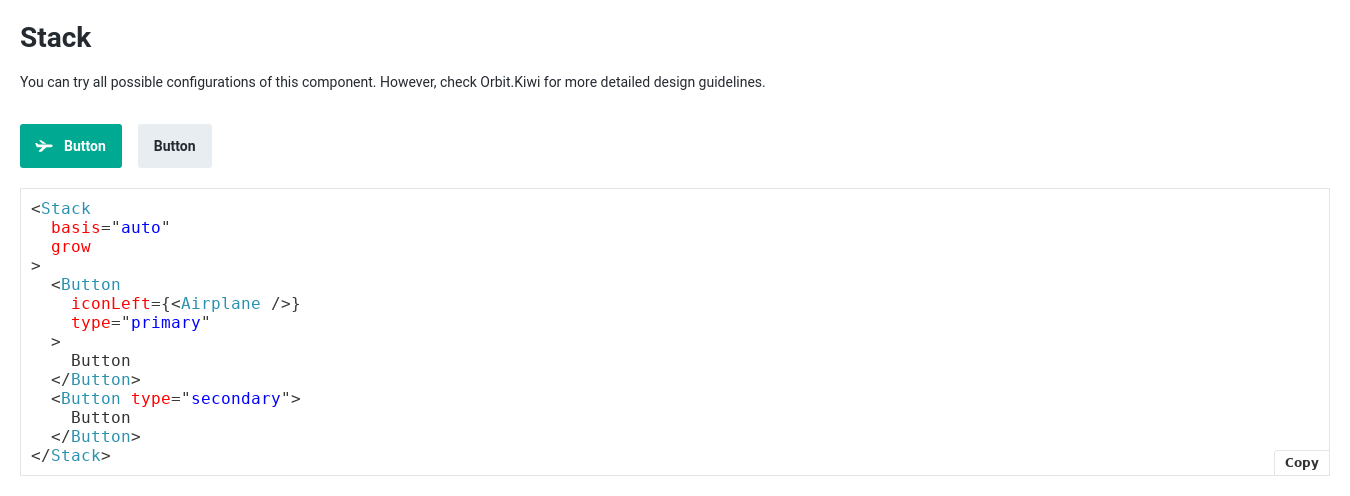 Stack
You can try all possible configurations of this component. However, check Orbit.Kiwi for more detailed design guidelines.
Button Button
<Stack
  basis="auto"
  grow
>
  <Button
    iconLeft={<Airplane />}
    type="primary"
  >
    Button
  </Button>
  <Button type="secondary">
    Button
  </Button>
</Stack>
Copy